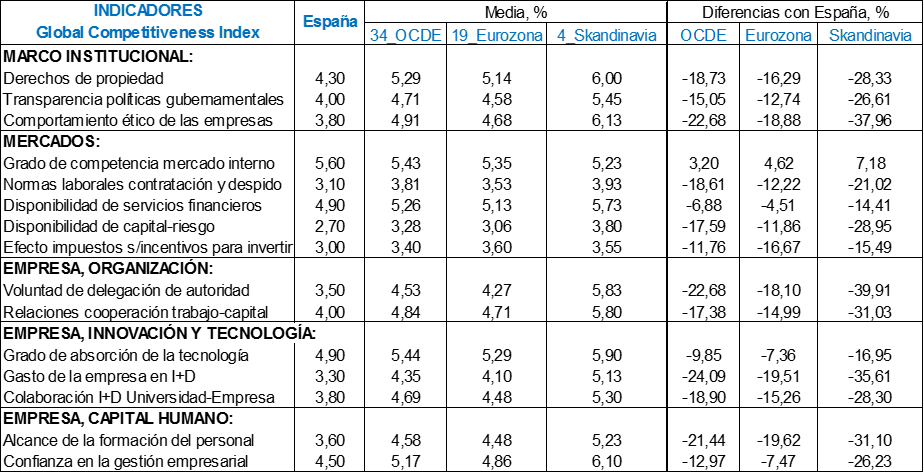 INDICADORES España Media, % Diferencias con España, %
Global Competitiveness Index 34_OCDE 19_Eurozona 4_Skandinavia OCDE Eurozona Skandinavia
MARCO INSTITUCIONAL:
Derechos de propiedad 4,30 5,29 5,14 6,00 -18,73 -16,29 -28,33
Transparencia políticas gubernamentales 4,00 4,71 4,58 5,45 -15,05 -12,74 -26,61
Comportamiento ético de las empresas 3,80 4,91 4,68 6,13 -22,68 -18,88 -37,96
MERCADOS:
Grado de competencia mercado interno 5,60 5,43 5,35 5,23 3,20 4,62 7,18
Normas laborales contratación y despido 3,10 3,81 3,53 3,93 -18,61 -12,22 -21,02
Disponibilidad de servicios financieros 4,90 5,26 5,13 5,73 -6,88 -4,51 -14,41
Disponibilidad de capital-riesgo 2,70 3,28 3,06 3,80 -17,59 -11,86 -28,95
Efecto impuestos s/incentivos para invertir 3,00 3,40 3,60 3,55 -11,76 -16,67 -15,49
EMPRESA, ORGANIZACIÓN:
Voluntad de delegación de autoridad 3,50 4,53 4,27 5,83 -22,68 -18,10 -39,91
Relaciones cooperación trabajo-capital 4,00 4,84 4,71 5,80 -17,38 -14,99 -31,03
EMPRESA, INNOVACIÓN Y TECNOLOGÍA:
Grado de absorción de la tecnología 4,90 5,44 5,29 5,90 -9,85 -7,36 -16,95
Gasto de la empresa en I+D 3,30 4,35 4,10 5,13 -24,09 -19,51 -35,61
Colaboración I+D Universidad-Empresa 3,80 4,69 4,48 5,30 -18,90 -15,26 -28,30
EMPRESA, CAPITAL HUMANO:
Alcance de la formación del personal 3,60 4,58 4,48 5,23 -21,44 -19,62 -31,10
Confianza en la gestión empresarial 4,50 5,17 4,86 6,10 -12,97 -7,47 -26,23